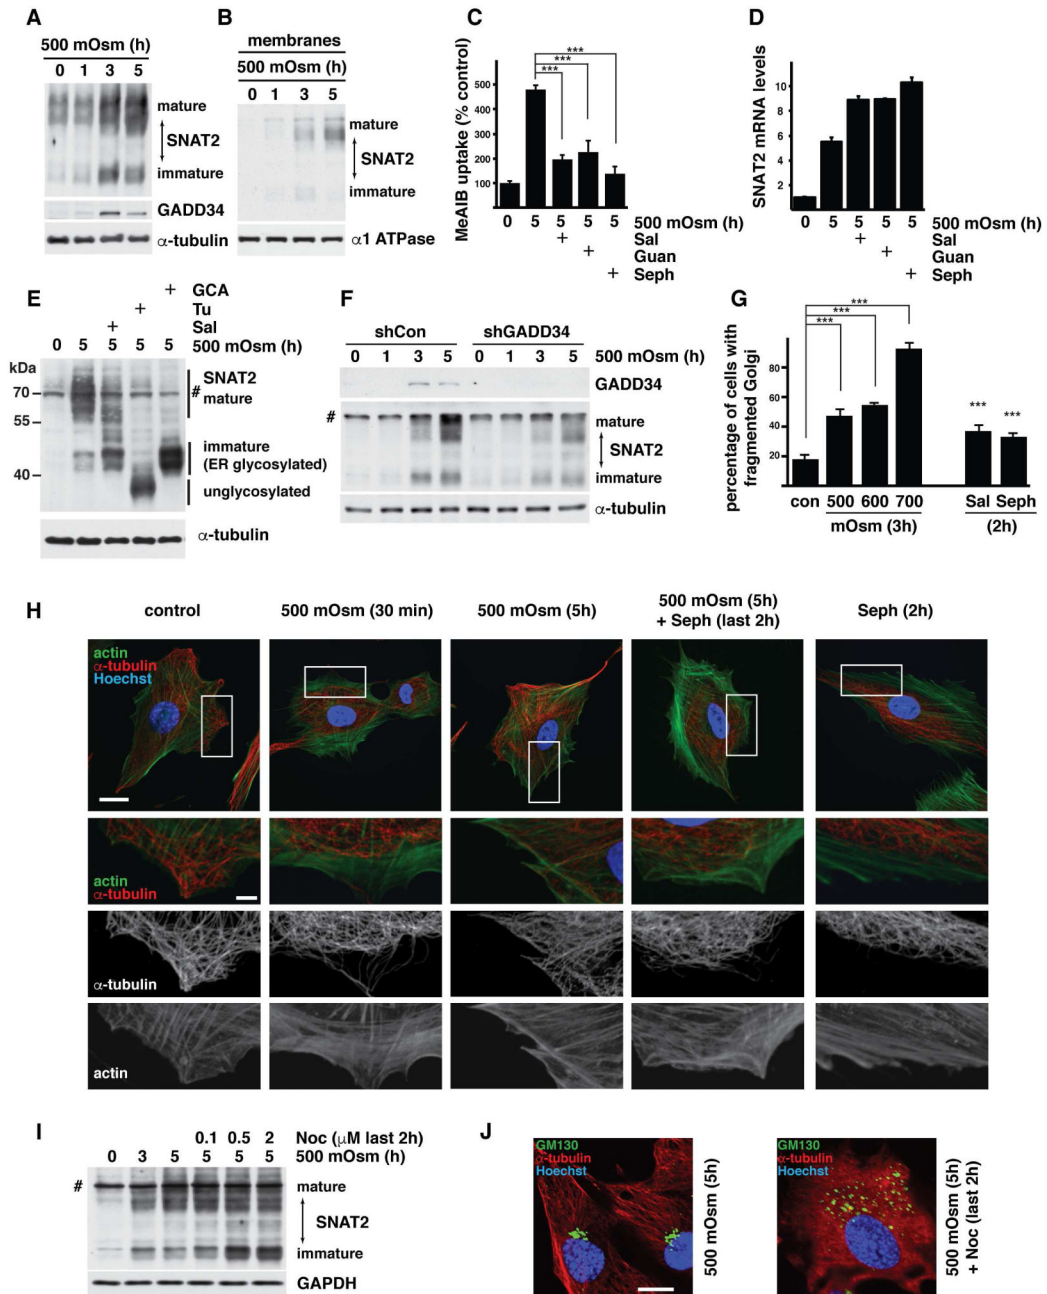 A
500 mOsm (h)
0 1 3 5
mature
SNAT2
immature
GADD34
α-tubulin
B
membranes
500 mOsm (h)
0 1 3 5
mature
SNAT2
immature
α1 ATPase
C
MeAIB uptake (% control)
500
400
300
200
100
*** 
***
***
0 5 5 5 5 500 mOsm (h)
+ Sal
+ Guan
+ Seph
D
SNAT2 mRNA levels
10
8
6
4
2
0 5 5 5 5 500 mOsm (h)
+ Sal
+ Guan
+ Seph
E
+ GCA
+ Tu
+ Sal
0 5 5 5 5 500 mOsm (h)
kDa
70
55
40
SNAT2
# mature
immature
(ER glycosylated)
unglycosylated
α-tubulin
F
shCon shGADD34
0 1 3 5 0 1 3 5 500 mOsm (h)
GADD34
#
mature
SNAT2
immature
α-tubulin
G
percentage of cells with
fragmented Golgi
80
60
40
20
***
***
***
*** ***
con 500 600 700 Sal Seph
mOsm (3h) (2h)
H
control
500 mOsm (30 min)
500 mOsm (5h)
500 mOsm (5h)
+ Seph (last 2h)
Seph (2h)
actin
α-tubulin
Hoechst
actin
α-tubulin
α-tubulin
actin
I
0.1 0.5 2 Noc (μM last 2h)
0 3 5 5 5 5 500 mOsm (h)
#
mature
SNAT2
immature
GAPDH
J
GM130
α-tubulin
Hoechst
500 mOsm (5h)
GM130
α-tubulin
Hoechst
500 mOsm (5h)
+ Noc (last 2h)